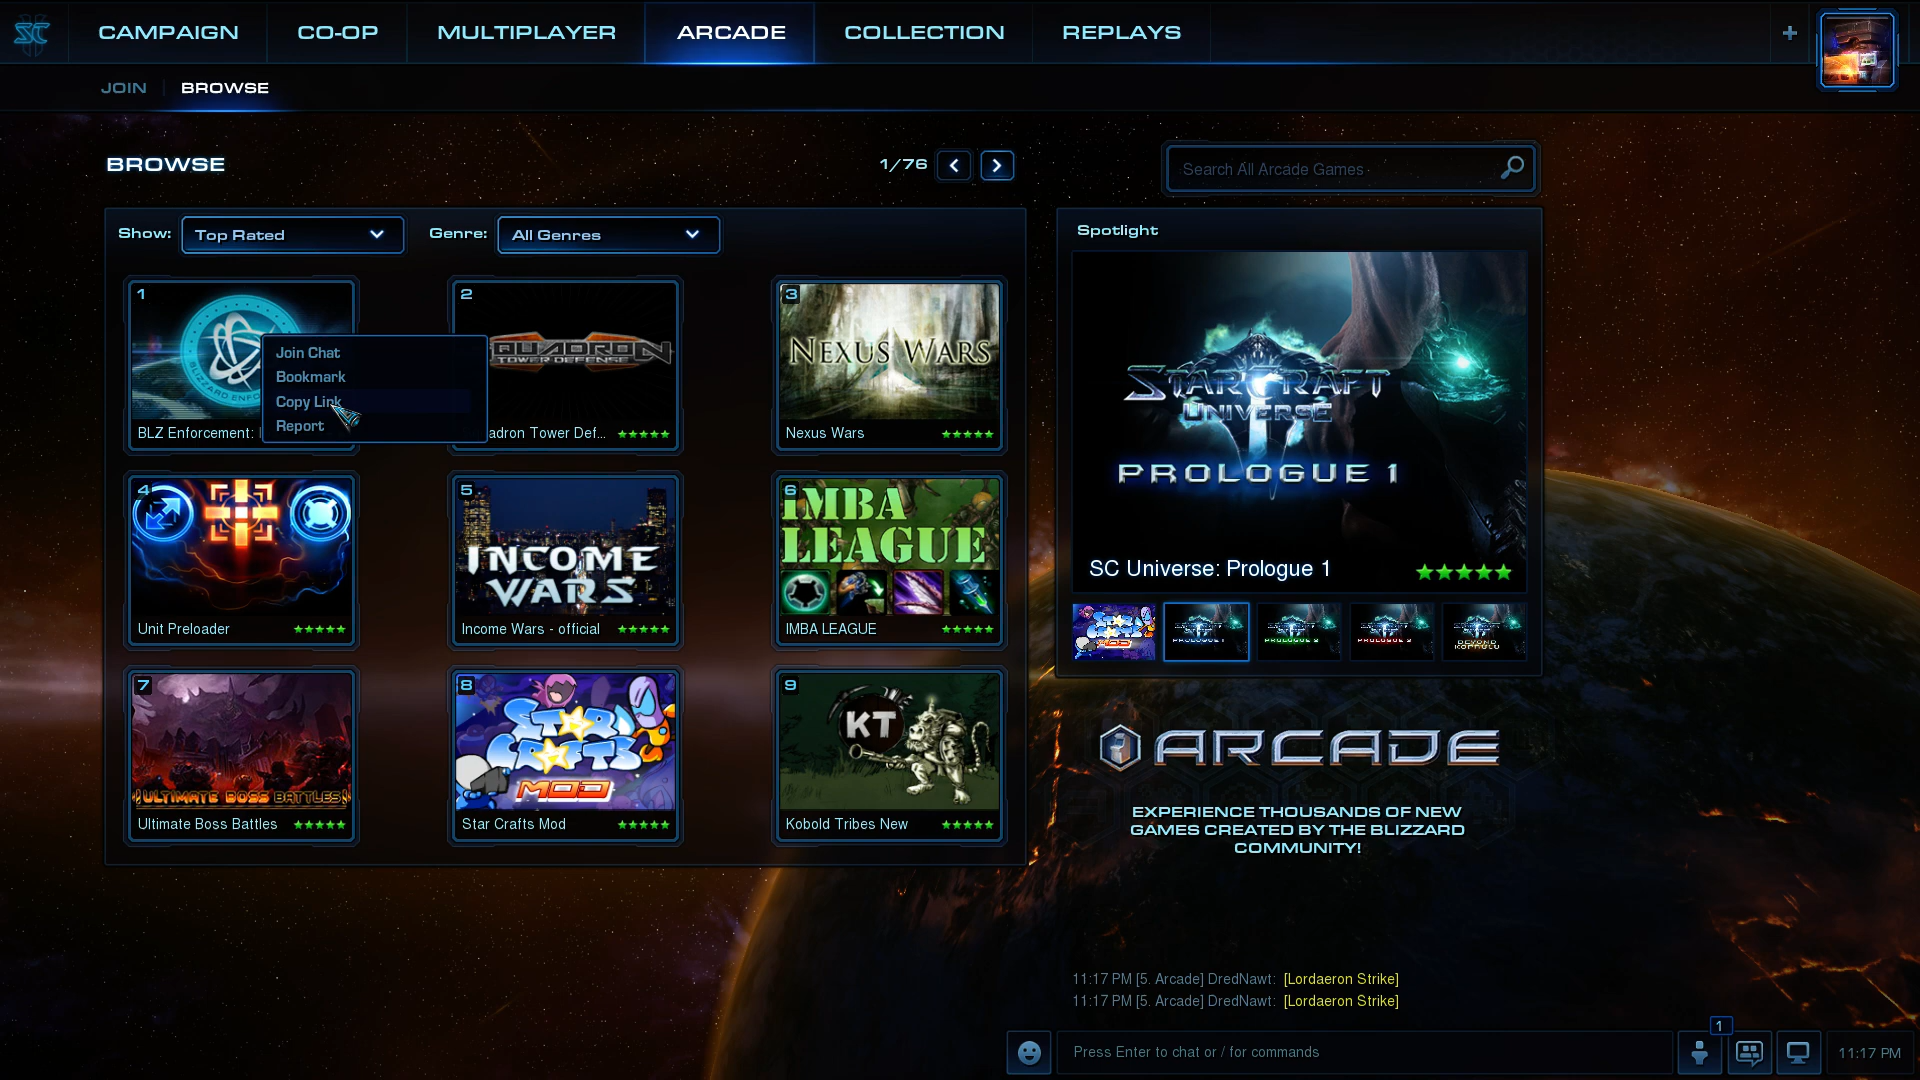 CAMPAIGN
CO-OP
MULTIPLAYER
ARCADE
COLLECTION
REPLAYS
+
JOIN
BROWSE
BROWSE
1/76
Search All Arcade Games
Show: Top Rated
Genre: All Genres
1
BLZ Enforcement:
Join Chat
Bookmark
Copy Link
Report
2
QUADRON
TOWER DEFENSE
adron Tower Def...
3
NEXUS WARS
Nexus Wars
4
Unit Preloader
5
INCOME
WARS
Income Wars - official
6
IMBA
LEAGUE
IMBA LEAGUE
7
ULTIMATE BOSS BATTLES
Ultimate Boss Battles
8
STAR
CRAFTS
MOD
Star Crafts Mod
9
KT
Kobold Tribes New
Spotlight
STARCRAFT
UNIVERSE
PROLOGUE 1
SC Universe: Prologue 1
ARCADE
EXPERIENCE THOUSANDS OF NEW
GAMES CREATED BY THE BLIZZARD
COMMUNITY!
11:17 PM [5. Arcade] DredNawt: [Lordaeron Strike]
11:17 PM [5. Arcade] DredNawt: [Lordaeron Strike]
Press Enter to chat or / for commands
1
11:17 PM